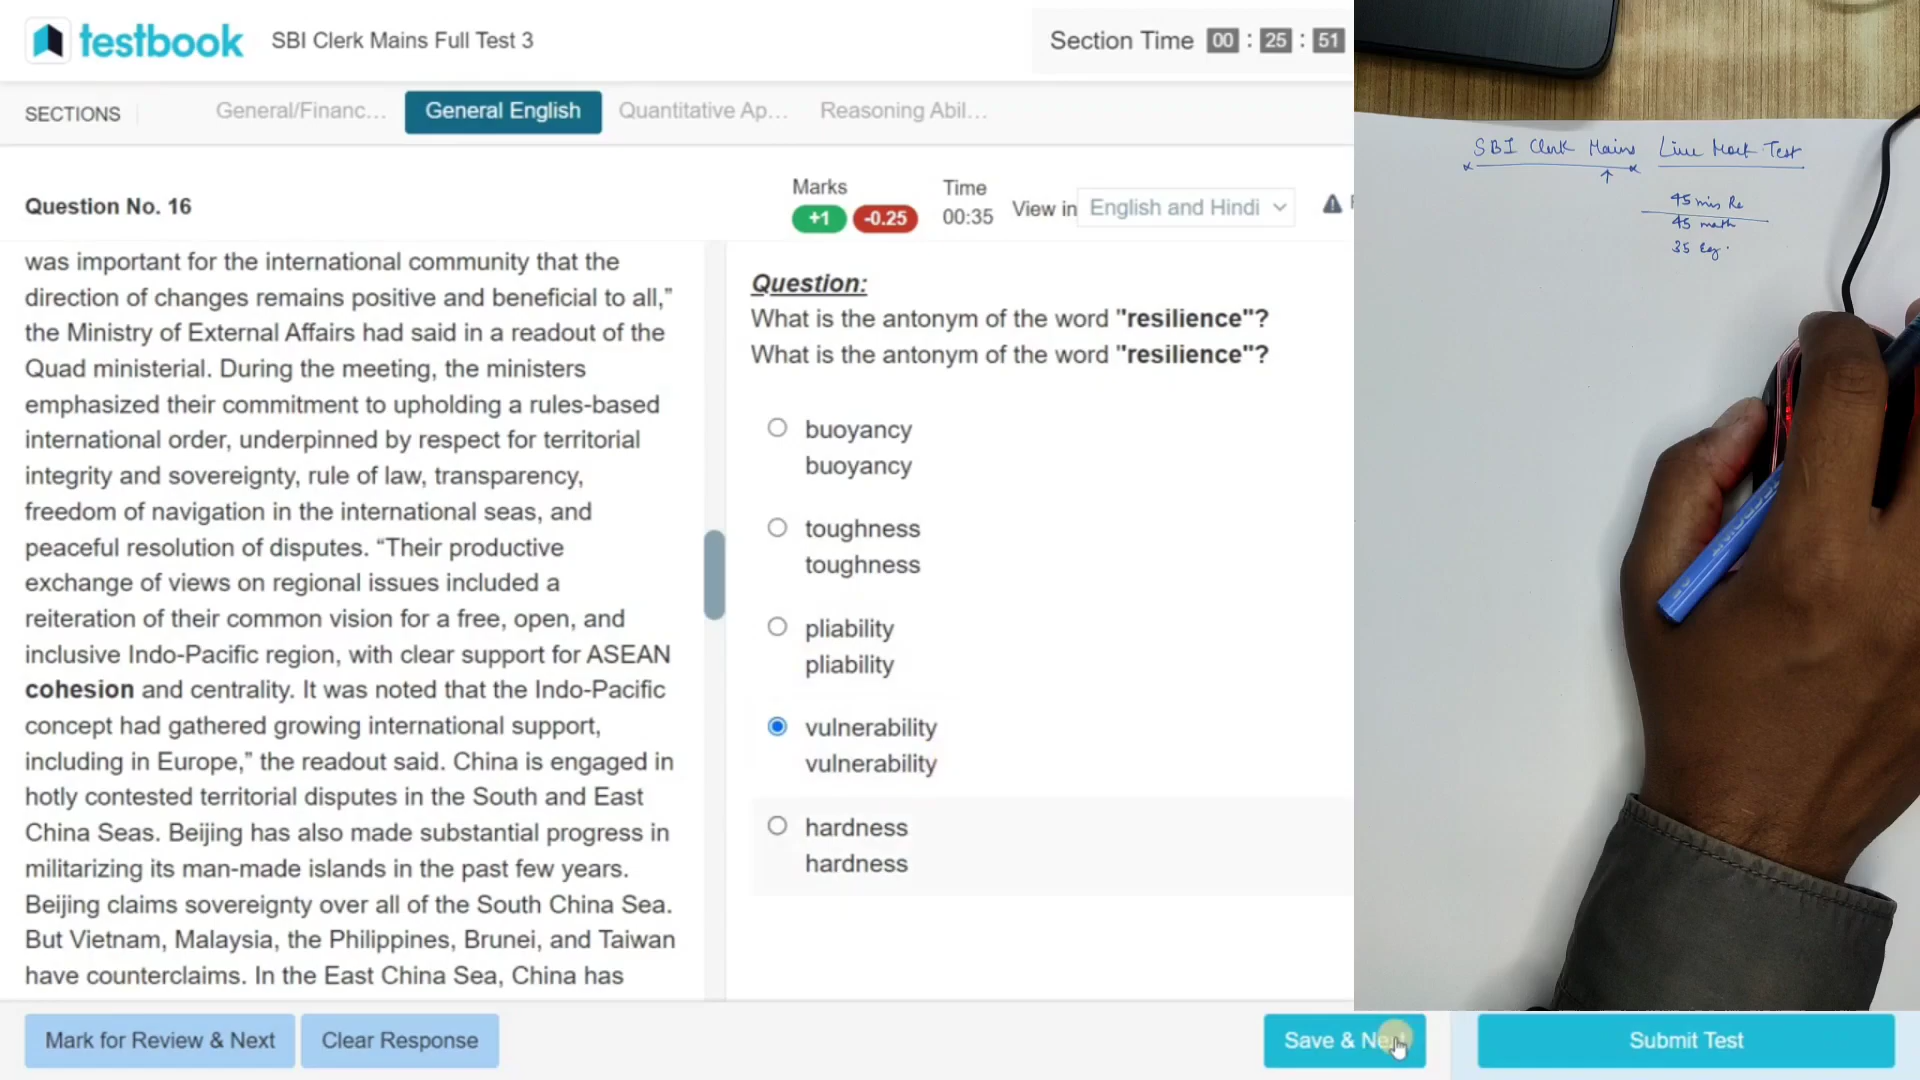 testbook
SBI Clerk Mains Full Test 3
Section Time 00 : 25 : 51
SECTIONS
General/Financ...
General English
Quantitative Ap...
Reasoning Abil...
Question No. 16
Marks
+1 -0.25
Time
00:35
View in English and Hindi
was important for the international community that the
direction of changes remains positive and beneficial to all,”
the Ministry of External Affairs had said in a readout of the
Quad ministerial. During the meeting, the ministers
emphasized their commitment to upholding a rules-based
international order, underpinned by respect for territorial
integrity and sovereignty, rule of law, transparency,
freedom of navigation in the international seas, and
peaceful resolution of disputes. “Their productive
exchange of views on regional issues included a
reiteration of their common vision for a free, open, and
inclusive Indo-Pacific region, with clear support for ASEAN
cohesion and centrality. It was noted that the Indo-Pacific
concept had gathered growing international support,
including in Europe,” the readout said. China is engaged in
hotly contested territorial disputes in the South and East
China Seas. Beijing has also made substantial progress in
militarizing its man-made islands in the past few years.
Beijing claims sovereignty over all of the South China Sea.
But Vietnam, Malaysia, the Philippines, Brunei, and Taiwan
have counterclaims. In the East China Sea, China has
Question:
What is the antonym of the word "resilience"?
What is the antonym of the word "resilience"?
buoyancy
buoyancy
toughness
toughness
pliability
pliability
vulnerability
vulnerability
hardness
hardness
Mark for Review & Next
Clear Response
Save & Next
Submit Test
SBI Clerk Mains Live Mock Test
45 min Re
45 math
35